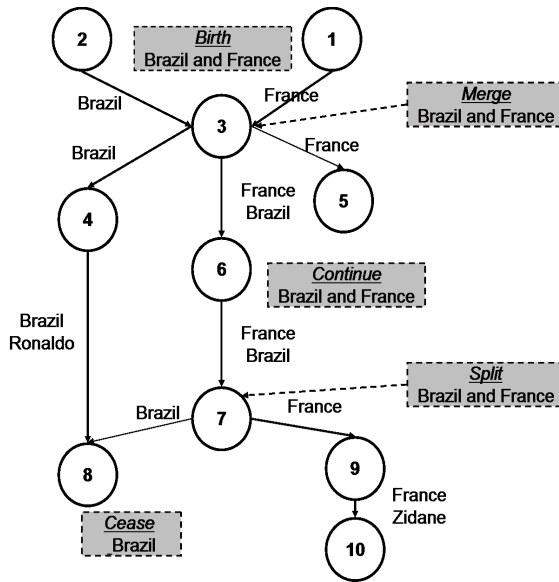 2
Birth
Brazil and France
1
Brazil
France
Merge
Brazil and France
3
Brazil
France
4
France
Brazil
5
6
Continue
Brazil and France
Brazil
Ronaldo
France
Brazil
Split
Brazil and France
Brazil
7
France
8
9
Cease
Brazil
France
Zidane
10